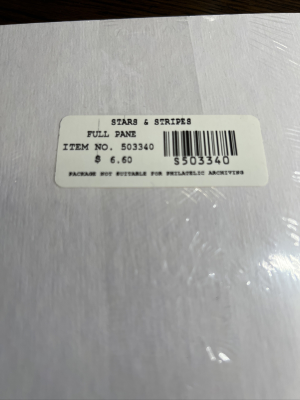 STARS & STRIPES
FULL PANE
ITEM NO. 503340
$ 6.60
S503340
PACKAGE NOT SUITABLE FOR PHILATELIC ARCHIVING